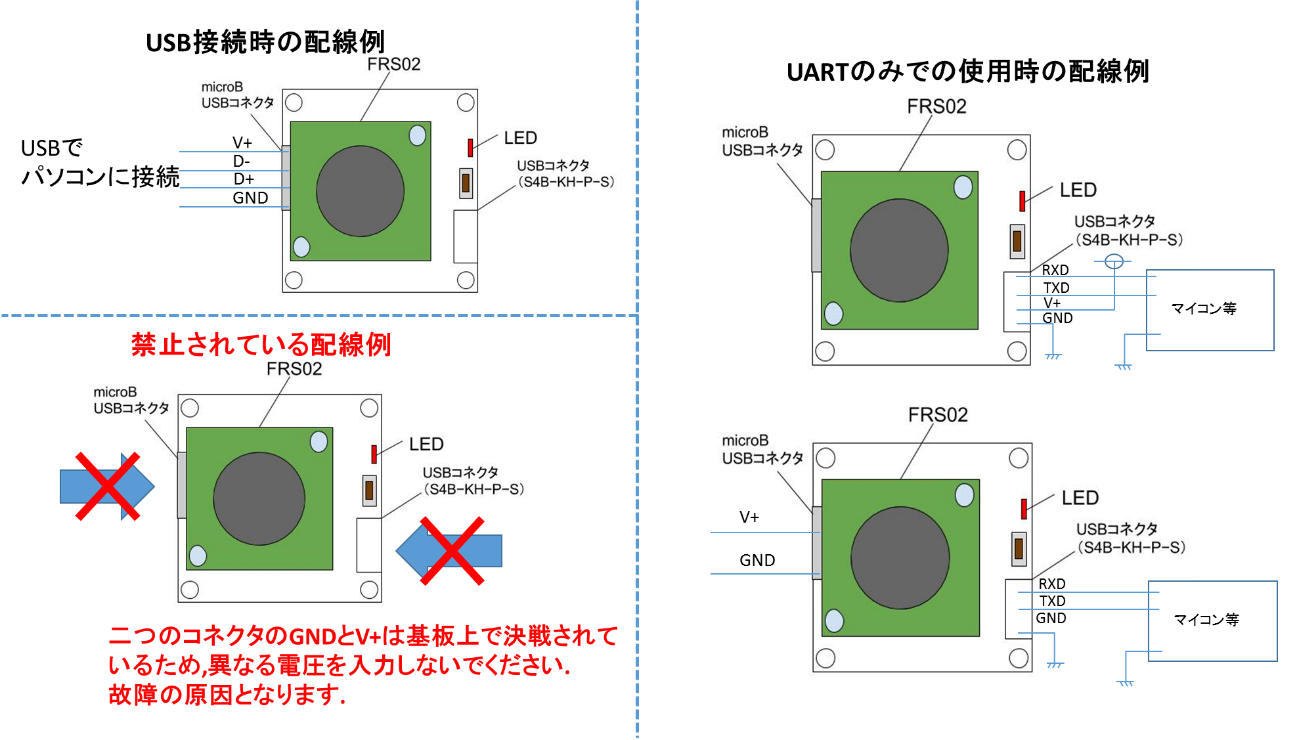 USB接続時の配線例
FRS02
microB
USBコネクタ
LED
USBコネクタ
(S4B-KH-P-S)
USBで
パソコンに接続
V+
D-
D+
GND
禁止されている配線例
FRS02
microB
USBコネクタ
LED
USBコネクタ
(S4B-KH-P-S)
二つのコネクタのGNDとV+は基板上で決戦されて
いるため,異なる電圧を入力しないでください.
故障の原因となります.
UARTのみでの使用時の配線例
FRS02
microB
USBコネクタ
LED
USBコネクタ
(S4B-KH-P-S)
RXD
TXD
V+
GND
マイコン等
FRS02
microB
USBコネクタ
LED
USBコネクタ
(S4B-KH-P-S)
V+
GND
RXD
TXD
GND
マイコン等